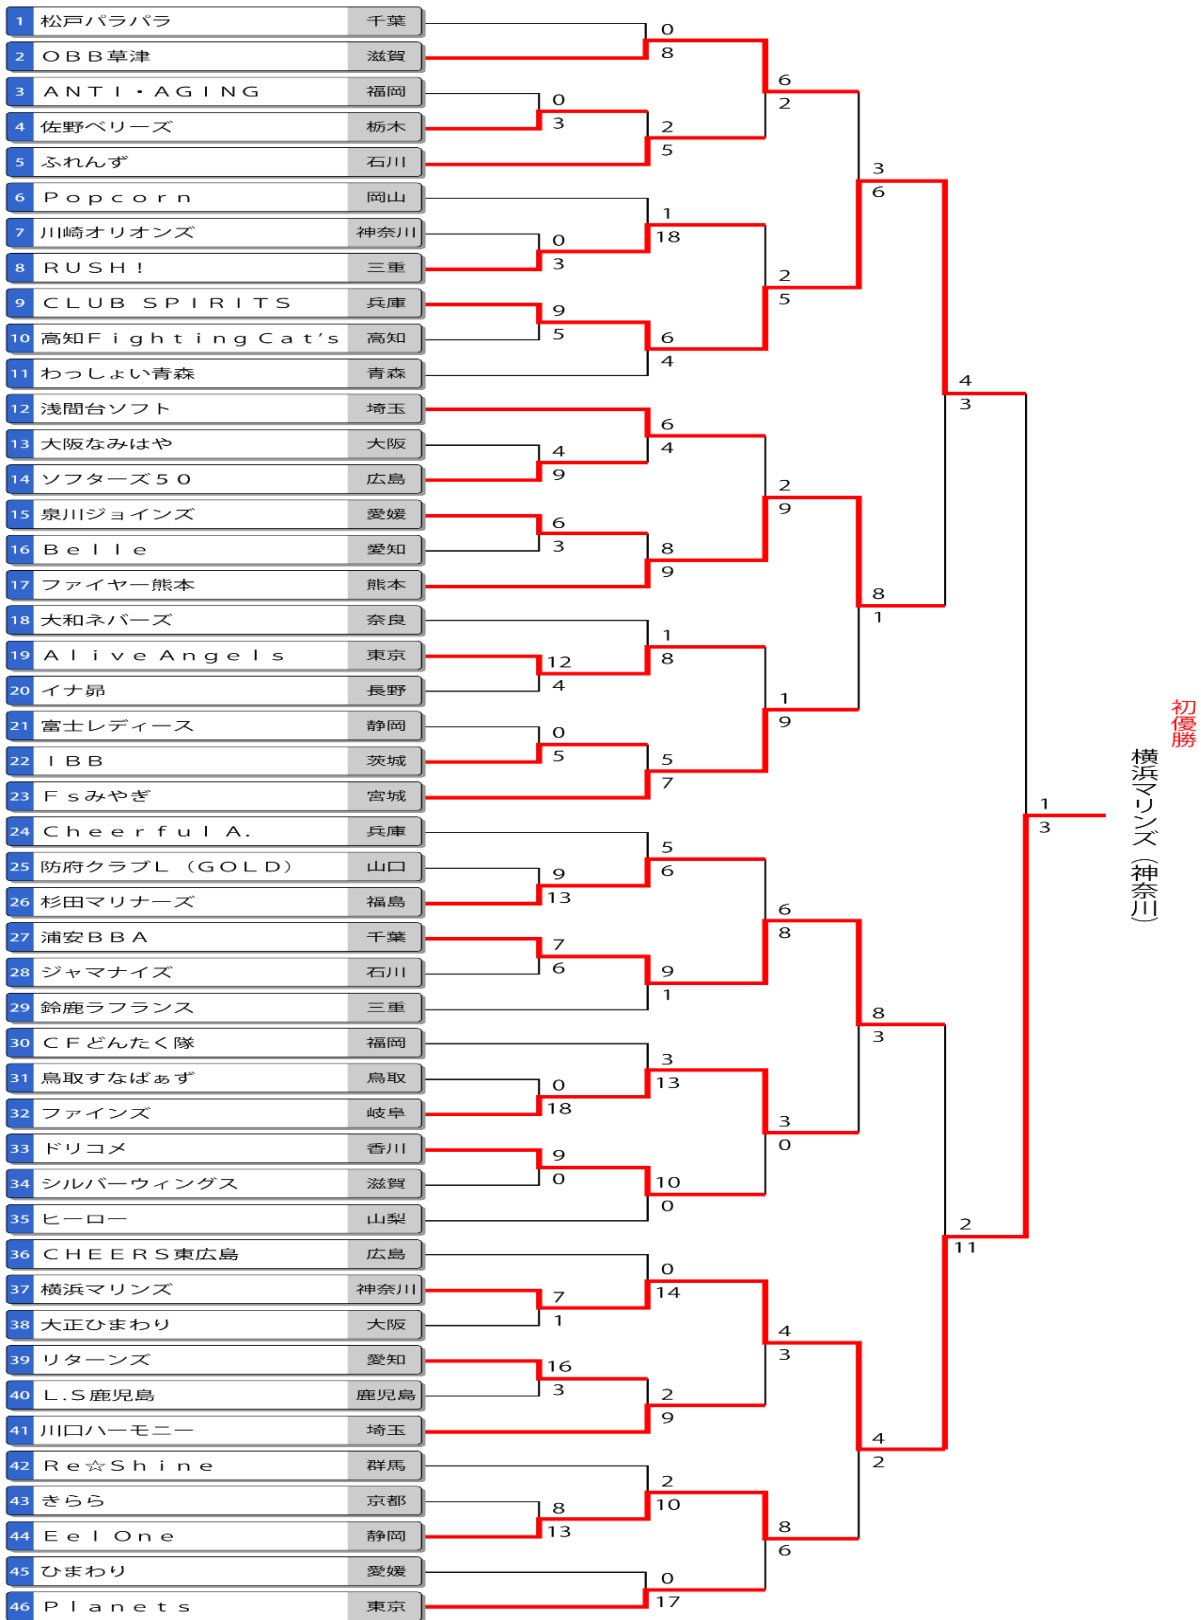 1 松戸パラパラ 千葉
2 ＯＢＢ草津 滋賀
3 ＡＮＴＩ・ＡＧＩＮＧ 福岡
4 佐野ベリーズ 栃木
5 ふれんず 石川
6 Ｐｏｐｃｏｒｎ 岡山
7 川崎オリオンズ 神奈川
8 ＲＵＳＨ！ 三重
9 ＣＬＵＢ ＳＰＩＲＩＴＳ 兵庫
10 高知ＦｉｇｈｔｉｎｇＣａｔ’ｓ 高知
11 わっしょい青森 青森
12 浅間台ソフト 埼玉
13 大阪なみはや 大阪
14 ソフターズ５０ 広島
15 泉川ジョインズ 愛媛
16 Ｂｅｌｌｅ 愛知
17 ファイヤー熊本 熊本
18 大和ネバーズ 奈良
19 ＡｌｉｖｅＡｎｇｅｌｓ 東京
20 イナ昴 長野
21 富士レディース 静岡
22 ＩＢＢ 茨城
23 Ｆｓみやぎ 宮城
24 ＣｈｅｅｒｆｕｌＡ． 兵庫
25 防府クラブＬ（ＧＯＬＤ） 山口
26 杉田マリナーズ 福島
27 浦安ＢＢＡ 千葉
28 ジャマナイズ 石川
29 鈴鹿ラフランス 三重
30 ＣＦどんたく隊 福岡
31 鳥取すなばぁず 鳥取
32 ファインズ 岐阜
33 ドリコメ 香川
34 シルバーウィングス 滋賀
35 ヒーロー 山梨
36 ＣＨＥＥＲＳ東広島 広島
37 横浜マリンズ 神奈川
38 大正ひまわり 大阪
39 リターンズ 愛知
40 Ｌ．Ｓ鹿児島 鹿児島
41 川口ハーモニー 埼玉
42 Ｒｅ☆Ｓｈｉｎｅ 群馬
43 きらら 京都
44 ＥｅｌＯｎｅ 静岡
45 ひまわり 愛媛
46 Ｐｌａｎｅｔｓ 東京
0
3
0
3
9
5
4
9
6
3
12
4
0
5
9
13
7
6
0
18
9
0
7
1
16
3
8
13
0
8
2
5
1
18
6
4
6
4
8
9
1
8
5
7
5
6
9
1
3
13
10
0
0
14
2
9
2
10
0
17
6
2
2
5
2
9
1
9
6
8
3
0
4
3
8
6
3
6
8
1
8
3
4
2
4
3
2
11
1
3
初優勝
横浜マリンズ（神奈川）